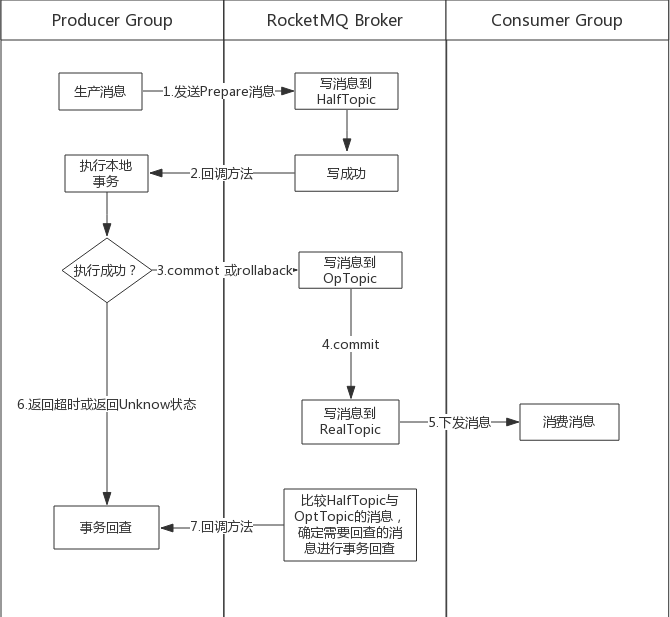 Producer Group
RocketMQ Broker
Consumer Group
生产消息
1.发送Prepare消息
写消息到
HalfTopic
执行本地
事务
2.回调方法
写成功
执行成功？
3.commot 或rollaback
写消息到
OpTopic
4.commit
6.返回超时或返回Unknow状态
写消息到
RealTopic
5.下发消息
消费消息
事务回查
7.回调方法
比较HalfTopic与
OptTopic的消息，
确定需要回查的消
息进行事务回查